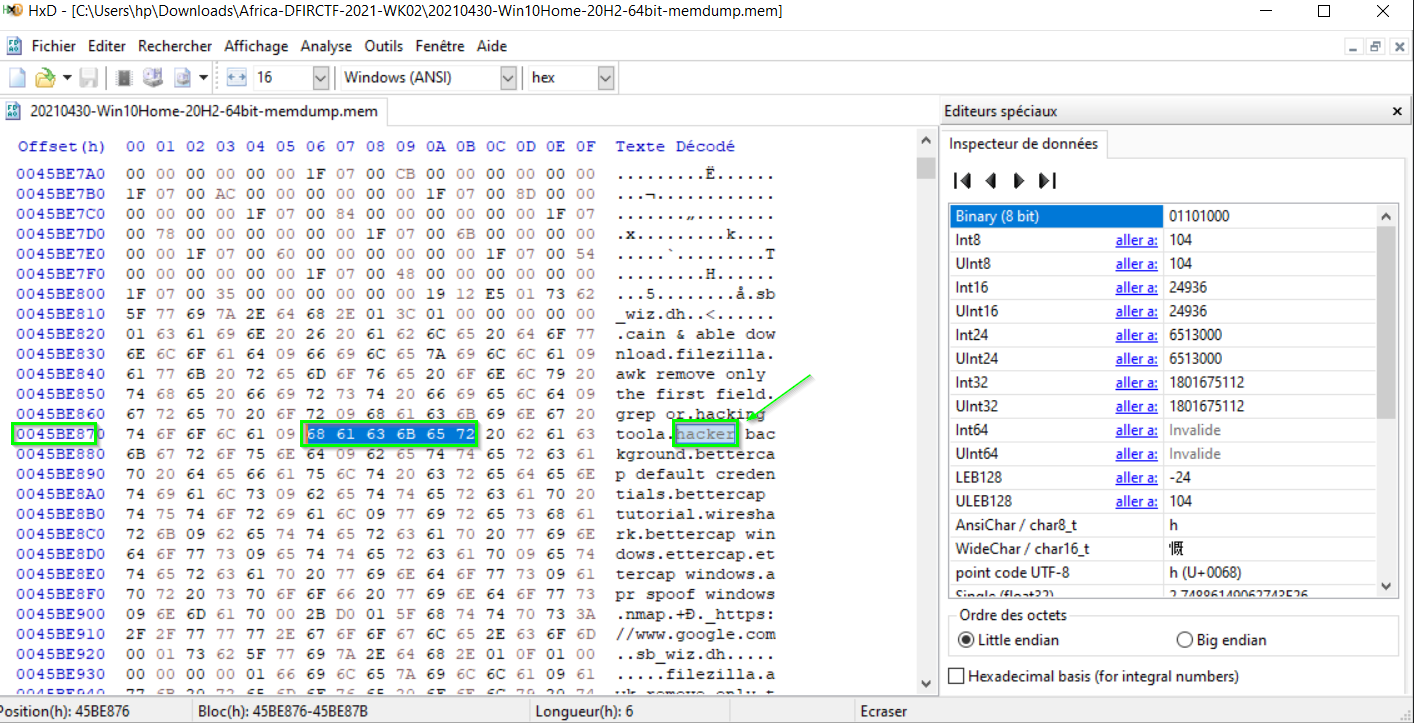 HxD - [C:\Users\hp\Downloads\Africa-DFIRCTF-2021-WK02\20210430-Win10Home-20H2-64bit-memdump.mem]
Fichier Editer Rechercher Affichage Analyse Outils Fenêtre Aide
16 Windows (ANSI) hex
20210430-Win10Home-20H2-64bit-memdump.mem
Offset(h) 00 01 02 03 04 05 06 07 08 09 0A 0B 0C 0D 0E 0F Texte Décodé
0045BE7A0 00 00 00 00 00 00 1F 07 00 CB 00 00 00 00 00 00 .........Ë......
0045BE7B0 1F 07 00 AC 00 00 00 00 00 00 1F 07 00 8D 00 00 ...¬............
0045BE7C0 00 00 00 00 1F 07 00 84 00 00 00 00 00 00 1F 07 .......„........
0045BE7D0 00 78 00 00 00 00 00 00 1F 07 00 6B 00 00 00 00 .x.........k....
0045BE7E0 00 00 1F 07 00 60 00 00 00 00 00 00 1F 07 00 54 .....`.........T
0045BE7F0 00 00 00 00 00 00 1F 07 00 48 00 00 00 00 00 00 .........H......
0045BE800 1F 07 00 35 00 00 00 00 00 00 19 12 E5 01 73 62 ...5........å.sb
0045BE810 5F 77 69 7A 2E 64 68 2E 01 3C 01 00 00 00 00 00 _wiz.dh..<......
0045BE820 01 63 61 69 6E 20 26 20 61 62 6C 65 20 64 6F 77 .cain & able dow
0045BE830 6E 6C 6F 61 64 09 66 69 6C 65 7A 69 6C 6C 61 09 nload.filezilla.
0045BE840 61 77 6B 20 72 65 6D 6F 76 65 20 6F 6E 6C 79 20 awk remove only
0045BE850 74 68 65 20 66 69 72 73 74 20 66 69 65 6C 64 09 the first field.
0045BE860 67 72 65 70 20 6F 72 09 68 61 63 6B 69 6E 67 20 grep or.hacking
0045BE870 74 6F 6F 6C 61 09 68 61 63 6B 65 72 20 62 61 63 toola.hacker bac
0045BE880 6B 67 72 6F 75 6E 64 09 62 65 74 74 65 72 63 61 kground.betterca
0045BE890 70 20 64 65 66 61 75 6C 74 20 63 72 65 64 65 6E p default creden
0045BE8A0 74 69 61 6C 73 09 62 65 74 74 65 72 63 61 70 20 tials.bettercap
0045BE8B0 74 75 74 6F 72 69 61 6C 09 77 69 72 65 73 68 61 tutorial.wiresha
0045BE8C0 72 6B 09 62 65 74 74 65 72 63 61 70 20 77 69 6E rk.bettercap win
0045BE8D0 64 6F 77 73 09 65 74 74 65 72 63 61 70 09 65 74 dows.ettercap.et
0045BE8E0 74 65 72 63 61 70 20 77 69 6E 64 6F 77 73 09 61 tercap windows.a
0045BE8F0 70 72 20 73 70 6F 6F 66 20 77 69 6E 64 6F 77 73 pr spoof windows
0045BE900 09 6E 6D 61 70 00 2B D0 01 5F 68 74 74 70 73 3A .nmap.+Ð._https:
0045BE910 2F 2F 77 77 77 2E 67 6F 6F 67 6C 65 2E 63 6F 6D //www.google.com
0045BE920 00 01 73 62 5F 77 69 7A 2E 64 68 2E 01 0F 01 00 ..sb_wiz.dh.....
0045BE930 00 00 00 00 01 66 69 6C 65 7A 69 6C 6C 61 09 61 .....filezilla.a
Editeurs spéciaux
Inspecteur de données
Binary (8 bit) 01101000
Int8 aller a: 104
UInt8 aller a: 104
Int16 aller a: 24936
UInt16 aller a: 24936
Int24 aller a: 6513000
UInt24 aller a: 6513000
Int32 aller a: 1801675112
UInt32 aller a: 1801675112
Int64 aller a: Invalide
UInt64 aller a: Invalide
LEB128 aller a: -24
ULEB128 aller a: 104
AnsiChar / char8_t h
WideChar / char16_t 慨
point code UTF-8 h (U+0068)
Ordre des octets
Little endian Big endian
Hexadecimal basis (for integral numbers)
Position(h): 45BE876 Bloc(h): 45BE876-45BE87B Longueur(h): 6 Ecraser